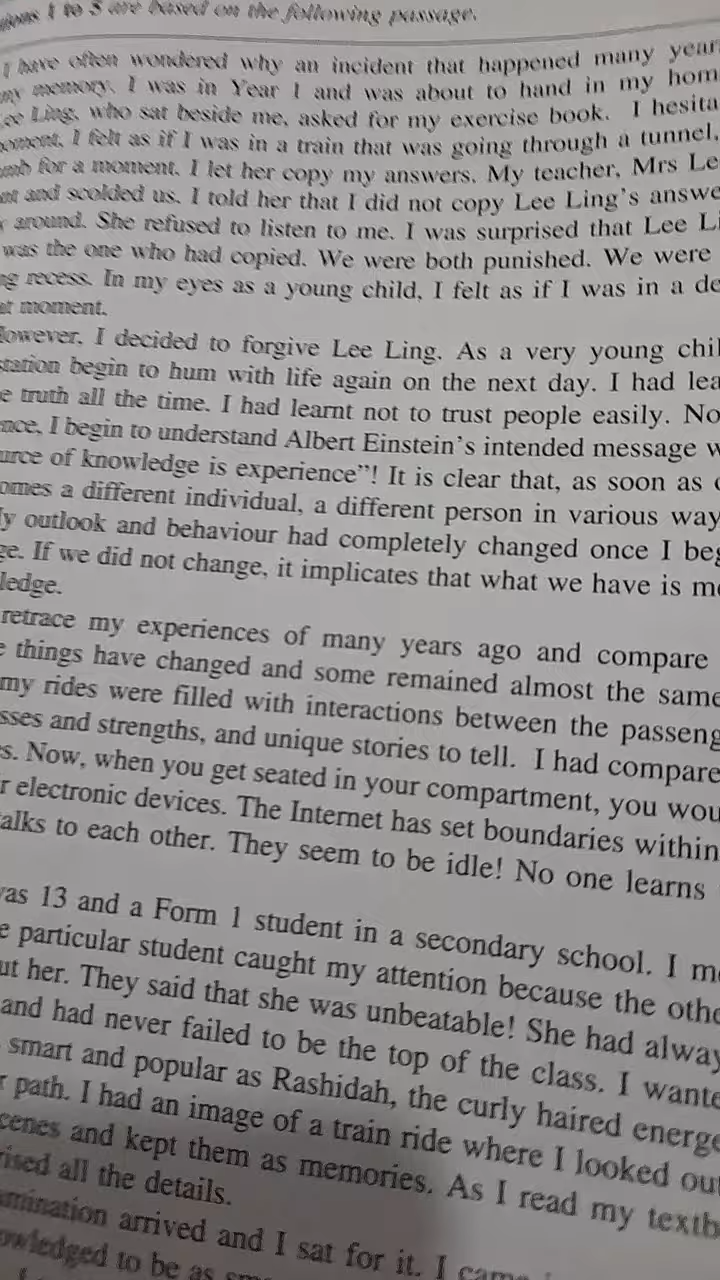 1 to 5 are based on the following passage.
I have often wondered why an incident that happened many year
my memory. I was in Year 1 and was about to hand in my hom
ee Ling, who sat beside me, asked for my exercise book. I hesita
oment, I felt as if I was in a train that was going through a tunnel,
mb for a moment. I let her copy my answers. My teacher, Mrs Le
nt and scolded us. I told her that I did not copy Lee Ling's answe
around. She refused to listen to me. I was surprised that Lee Li
was the one who had copied. We were both punished. We were
ng recess. In my eyes as a young child, I felt as if I was in a de
at moment.
However, I decided to forgive Lee Ling. As a very young chil
station begin to hum with life again on the next day. I had lea
e truth all the time. I had learnt not to trust people easily. No
nce, I begin to understand Albert Einstein's intended message w
urce of knowledge is experience"! It is clear that, as soon as
omes a different individual, a different person in various way
ly outlook and behaviour had completely changed once I beg
ge. If we did not change, it implicates that what we have is me
ledge.
retrace my experiences of many years ago and compare
e things have changed and some remained almost the same
my rides were filled with interactions between the passeng
sses and strengths, and unique stories to tell. I had compare
s. Now, when you get seated in your compartment, you wou
r electronic devices. The Internet has set boundaries within
alks to each other. They seem to be idle! No one learns
was 13 and a Form 1 student in a secondary school. I m
e particular student caught my attention because the othe
ut her. They said that she was unbeatable! She had alway
and had never failed to be the top of the class. I wante
smart and popular as Rashidah, the curly haired energe
r path. I had an image of a train ride where I looked out
cenes and kept them as memories. As I read my textb
rised all the details.
amination arrived and I sat for it. I came
owledged to be as